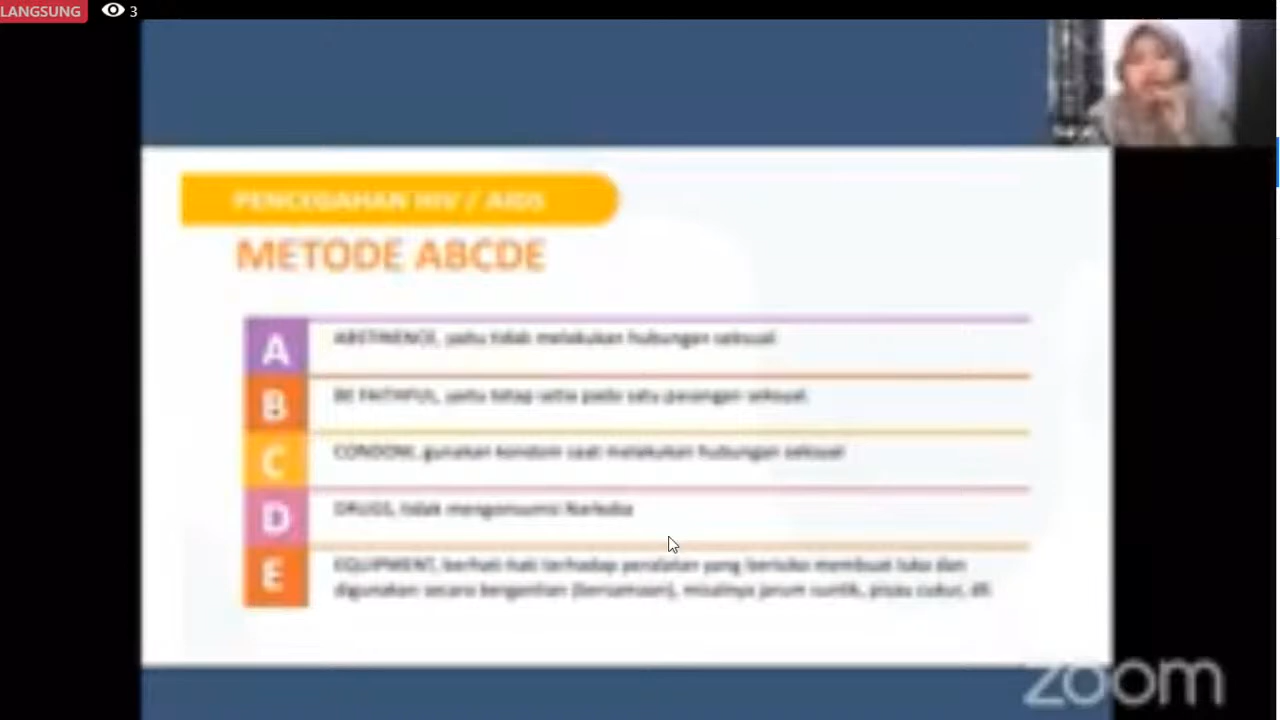 LANGSUNG 3
PENCEGAHAN HIV / AIDS
METODE ABCDE
A ABSTINENCE, yaitu tidak melakukan hubungan seksual
B BE FAITHFUL, yaitu tetap setia pada satu pasangan seksual.
C CONDOM, gunakan kondom saat melakukan hubungan seksual
D DRUGS, tidak mengonsumsi Narkoba
E EQUIPMENT, berhati-hati terhadap peralatan yang berisiko membuat luka dan
digunakan secara bergantian (bersamaan), misalnya jarum suntik, pisau cukur, dll
zoom